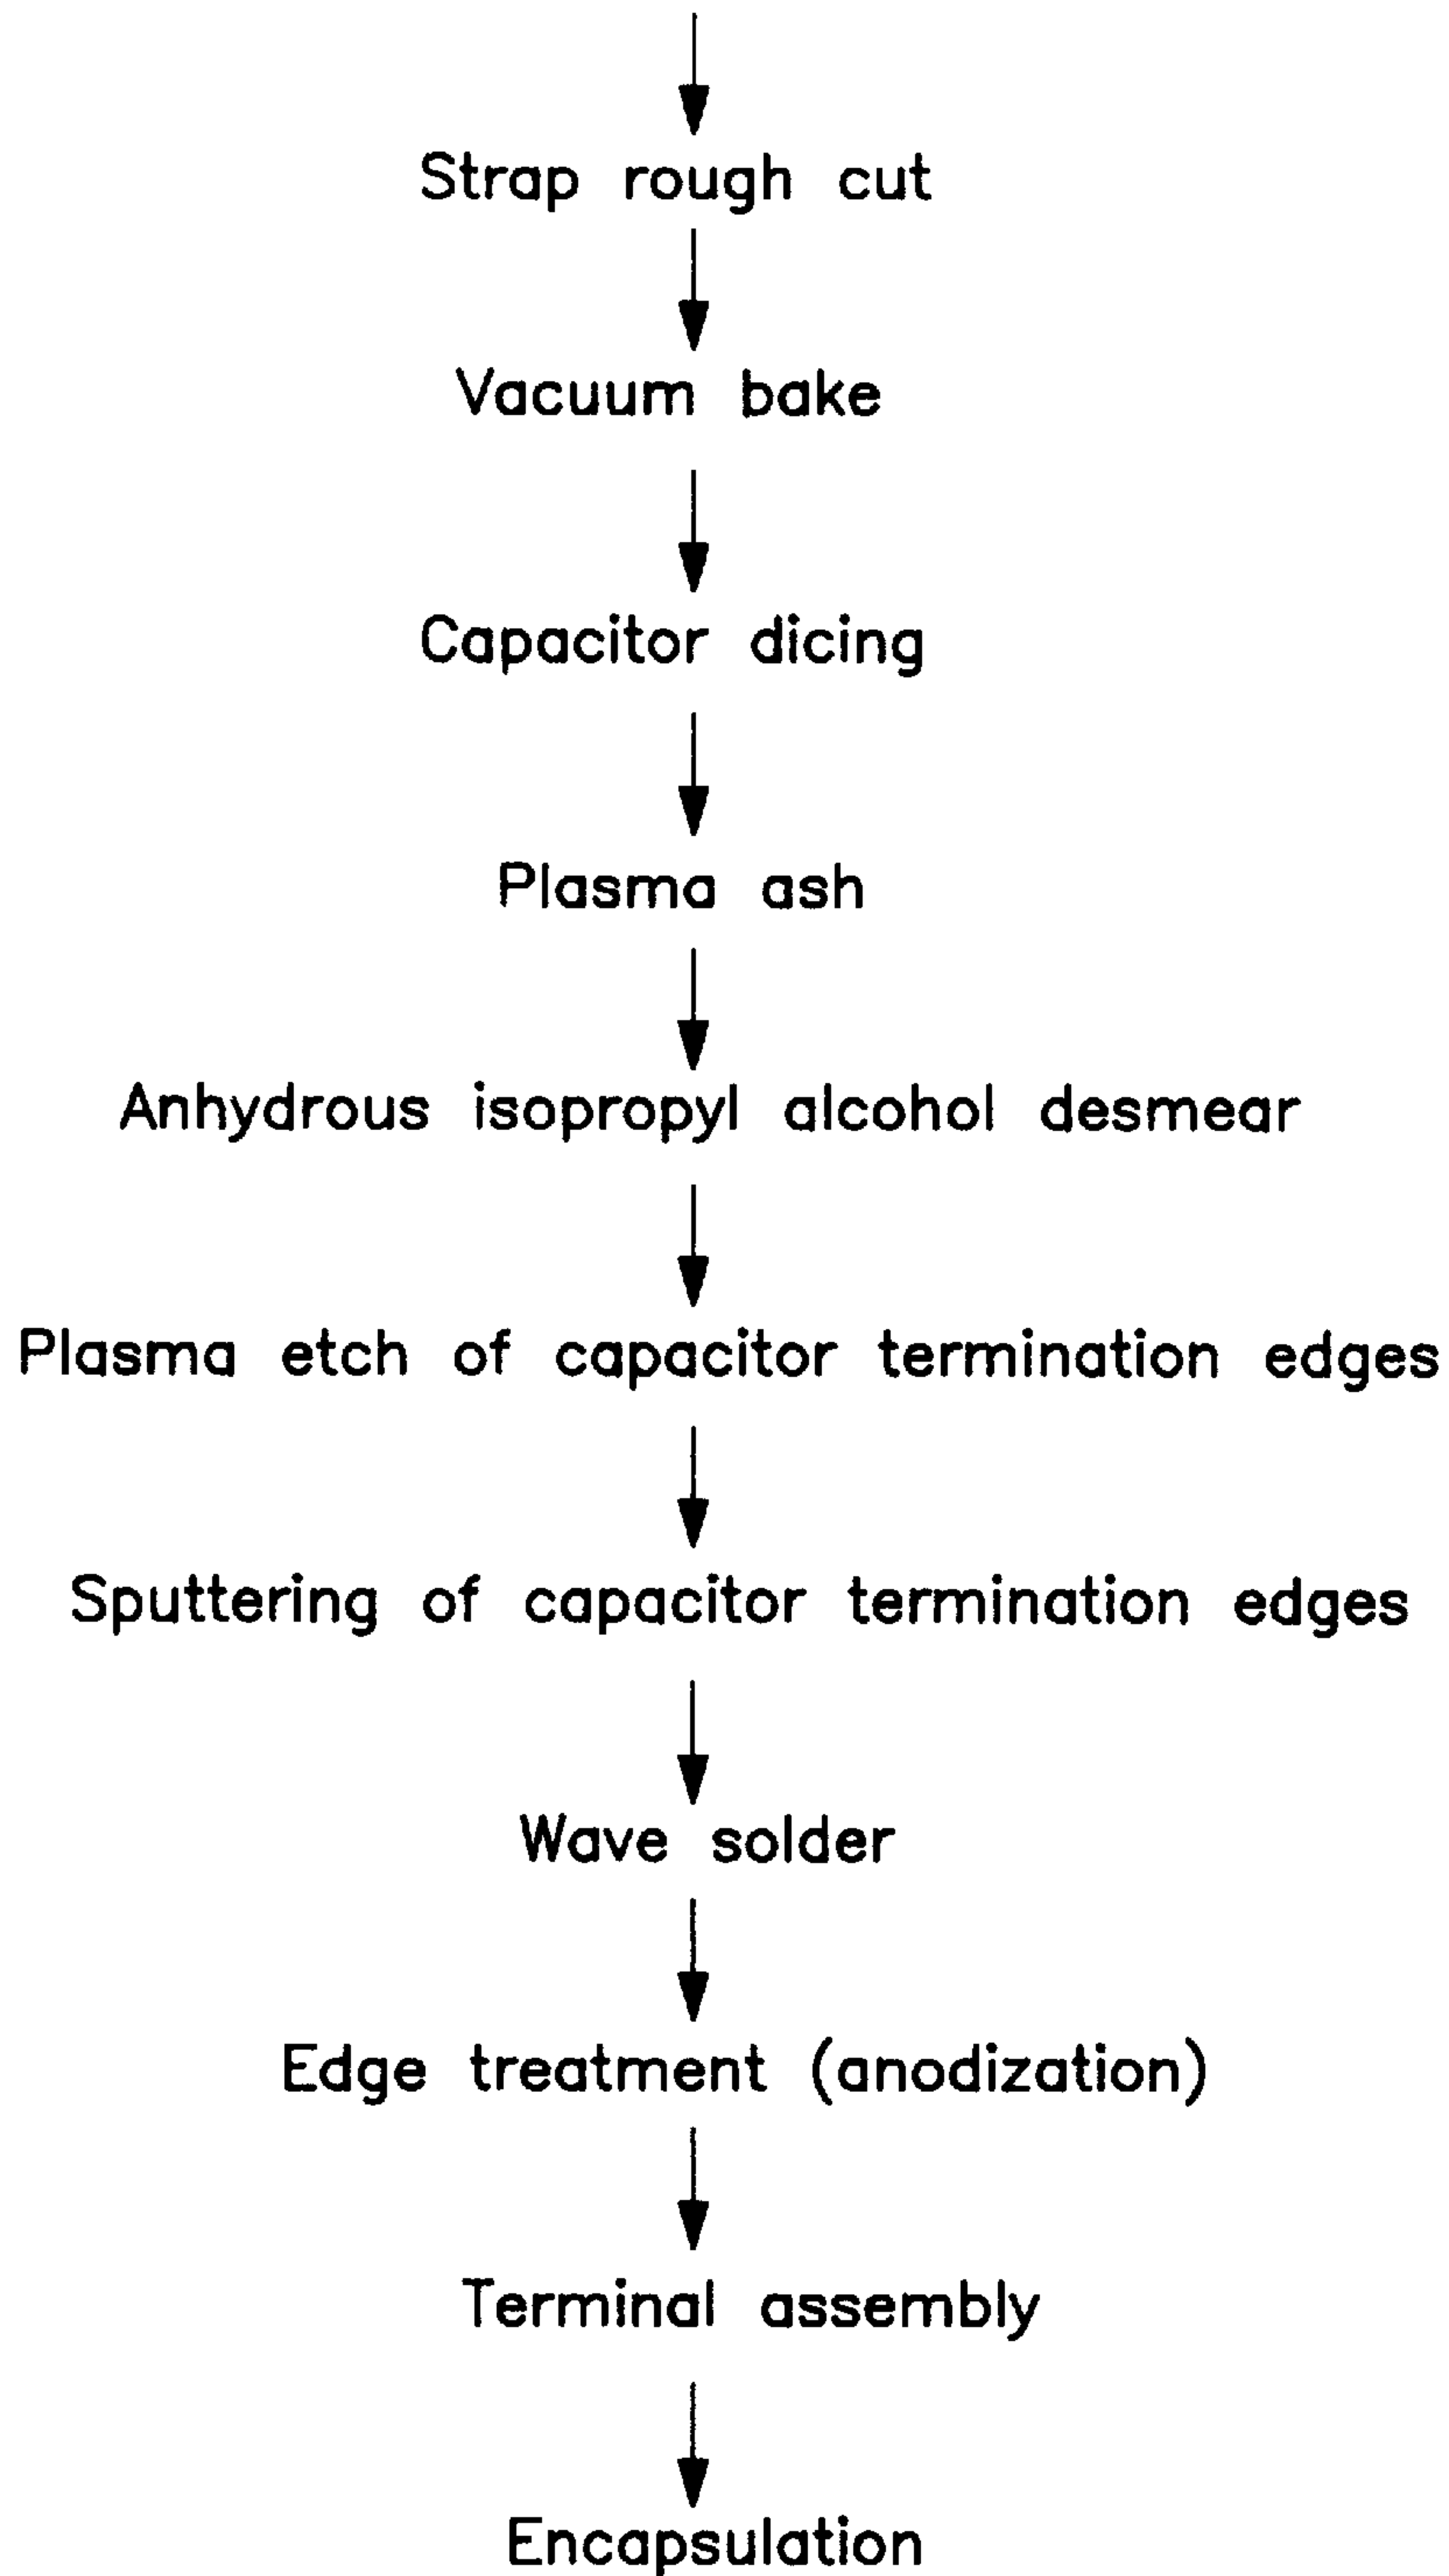 Strap rough cut
Vacuum bake
Capacitor dicing
Plasma ash
Anhydrous isopropyl alcohol desmear
Plasma etch of capacitor termination edges
Sputtering of capacitor termination edges
Wave solder
Edge treatment (anodization)
Terminal assembly
Encapsulation